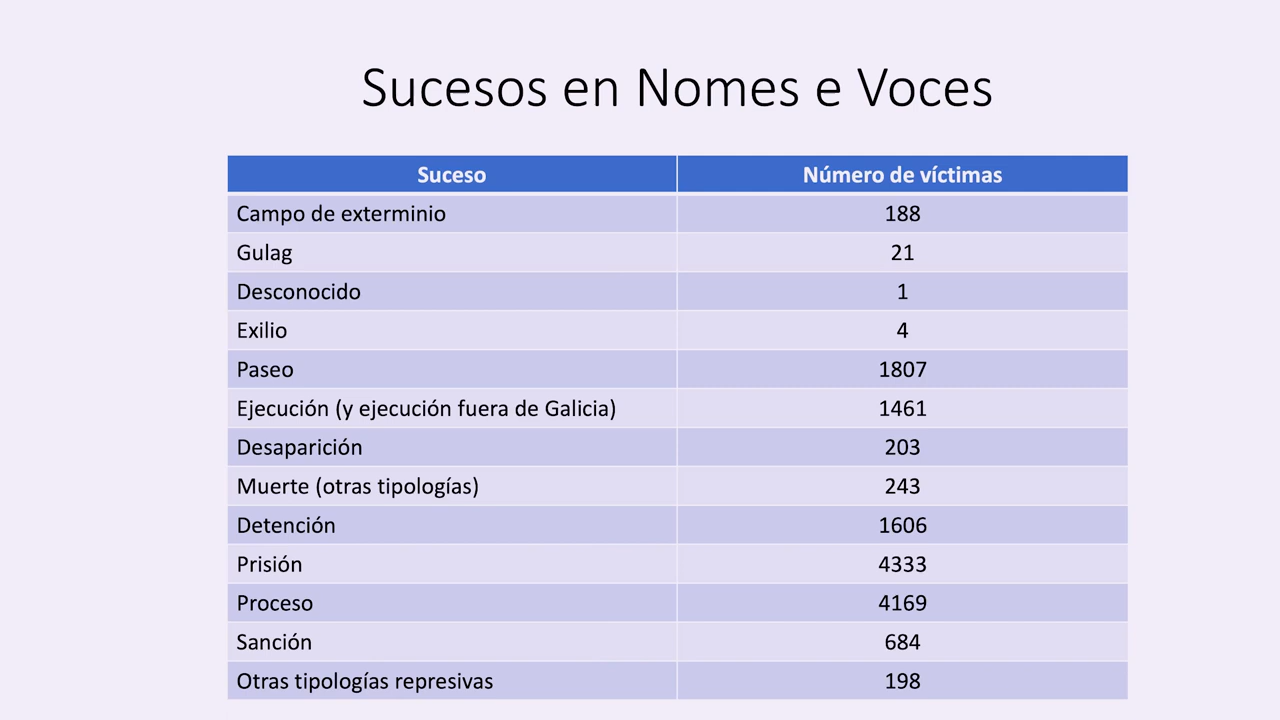 Sucesos en Nomes e Voces
Suceso Número de víctimas
Campo de exterminio 188
Gulag 21
Desconocido 1
Exilio 4
Paseo 1807
Ejecución (y ejecución fuera de Galicia) 1461
Desaparición 203
Muerte (otras tipologías) 243
Detención 1606
Prisión 4333
Proceso 4169
Sanción 684
Otras tipologías represivas 198